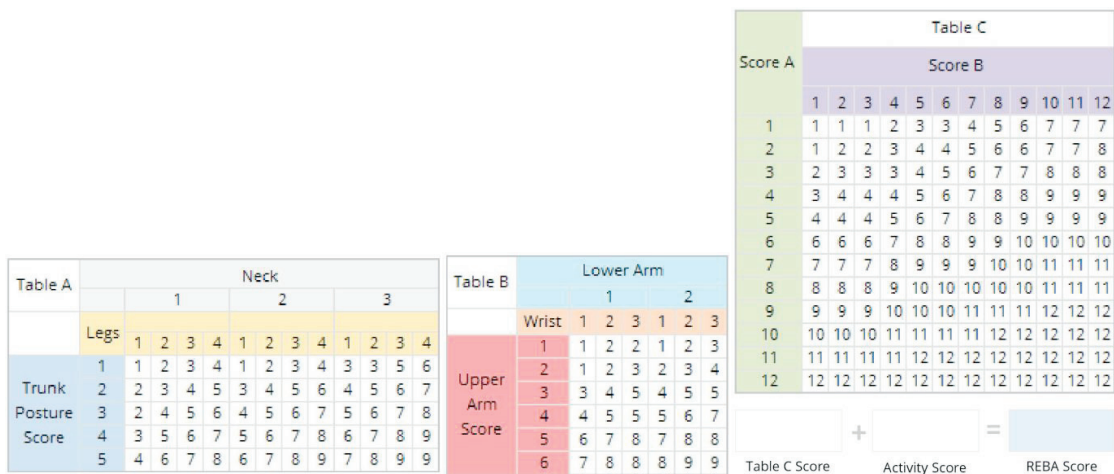 Table A
Neck
1 2 3
Legs 1 2 3 4 1 2 3 4 1 2 3 4
Trunk Posture Score
1 1 2 3 4 1 2 3 4 3 3 5 6
2 2 3 4 5 3 4 5 6 4 5 6 7
3 2 4 5 6 4 5 6 7 5 6 7 8
4 3 5 6 7 5 6 7 8 6 7 8 9
5 4 6 7 8 6 7 8 9 7 8 9 9
Table B
Lower Arm
1 2
Wrist 1 2 3 1 2 3
Upper Arm Score
1 1 2 2 1 2 3
2 1 2 3 2 3 4
3 3 4 5 4 5 5
4 4 5 5 5 6 7
5 6 7 8 7 8 8
6 7 8 8 8 9 9
Table C
Score A
Score B
1 2 3 4 5 6 7 8 9 10 11 12
1 1 1 1 2 3 3 4 5 6 7 7 7
2 1 2 2 3 4 4 5 6 6 7 7 8
3 2 3 3 3 4 5 6 7 7 8 8 8
4 3 4 4 4 5 6 7 8 8 9 9 9
5 4 4 4 5 6 7 8 8 9 9 9 9
6 6 6 6 7 8 8 9 9 10 10 10 10
7 7 7 7 8 9 9 9 10 10 11 11 11
8 8 8 8 9 10 10 10 10 10 11 11 11
9 9 9 9 10 10 10 11 11 11 12 12 12
10 10 10 10 11 11 11 11 12 12 12 12 12
11 11 11 11 11 12 12 12 12 12 12 12 12
12 12 12 12 12 12 12 12 12 12 12 12 12
+ =
Table C Score Activity Score REBA Score